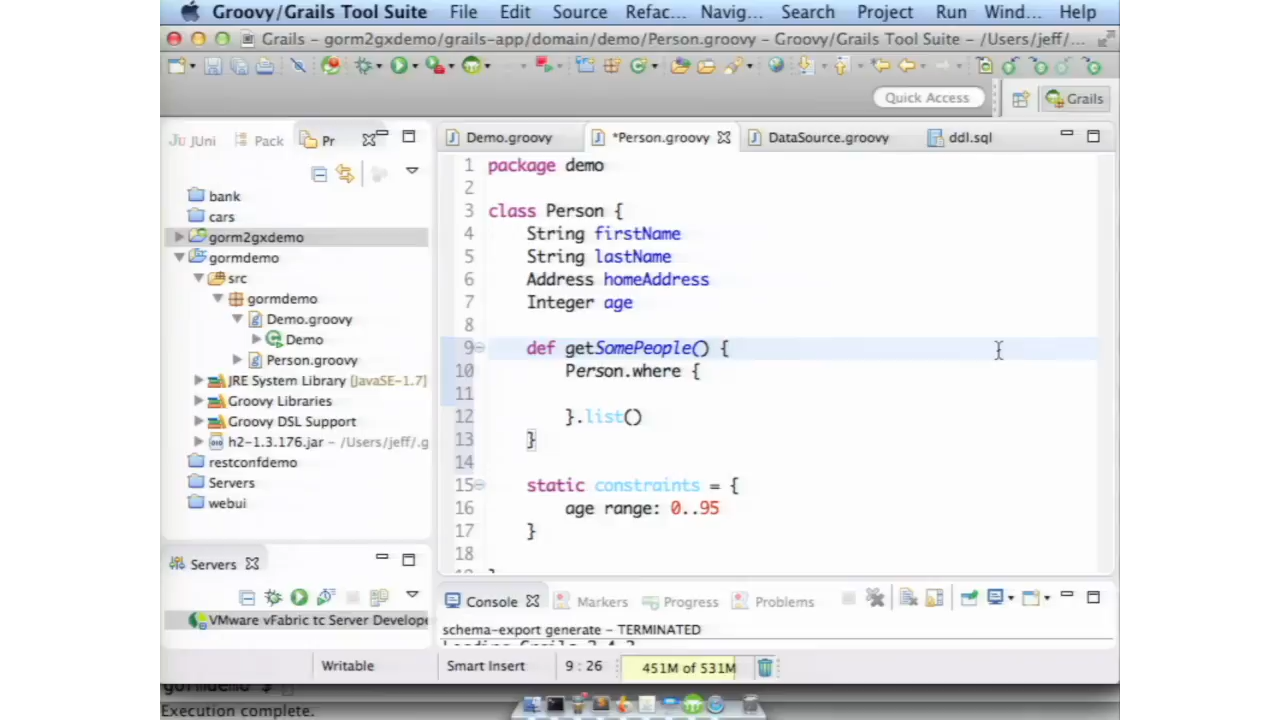 Groovy/Grails Tool Suite File Edit Source Refac... Navig... Search Project Run Wind... Help
Grails – gorm2gxdemo/grails-app/domain/demo/Person.groovy – Groovy/Grails Tool Suite – /Users/jeff/...
Quick Access
Grails
JUni Pack Pr
Demo.groovy *Person.groovy DataSource.groovy ddl.sql
bank
cars
gorm2gxdemo
gormdemo
src
gormdemo
Demo.groovy
Demo
Person.groovy
JRE System Library [JavaSE-1.7]
Groovy Libraries
Groovy DSL Support
h2-1.3.176.jar – /Users/jeff/.g
restconfdemo
Servers
webui
1 package demo
2
3 class Person {
4 String firstName
5 String lastName
6 Address homeAddress
7 Integer age
8
9 def getSomePeople() {
10 Person.where {
11
12 }.list()
13 }
14
15 static constraints = {
16 age range: 0..95
17 }
18
Servers
VMware vFabric tc Server Develope
Console Markers Progress Problems
schema-export generate – TERMINATED
Writable Smart Insert 9 : 26 451M of 531M
gormdemo $
Execution complete.